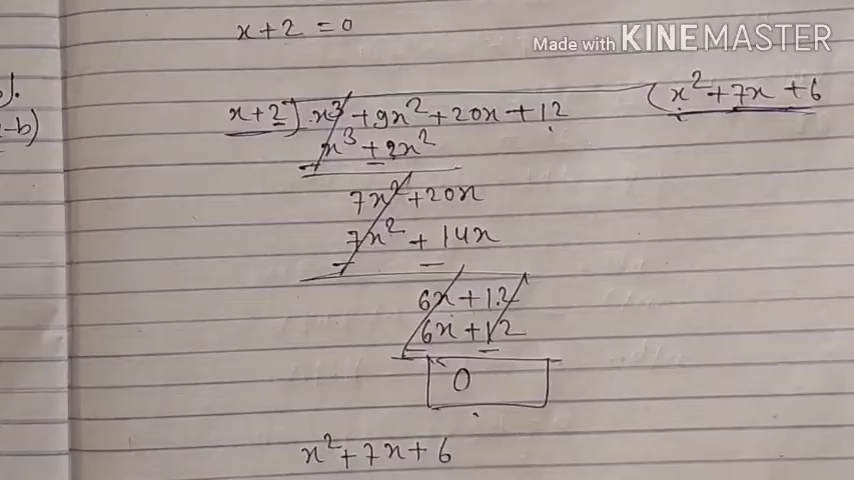 x+2 =0
Made with KINEMASTER
).
-b)
x+2) x³ +9x² +20x +12 (x² +7x +6
x³ +2x²
– –
7x² +20x
7x² + 14x
– –
6x +12
6x +12
– –
0
x² +7x +6